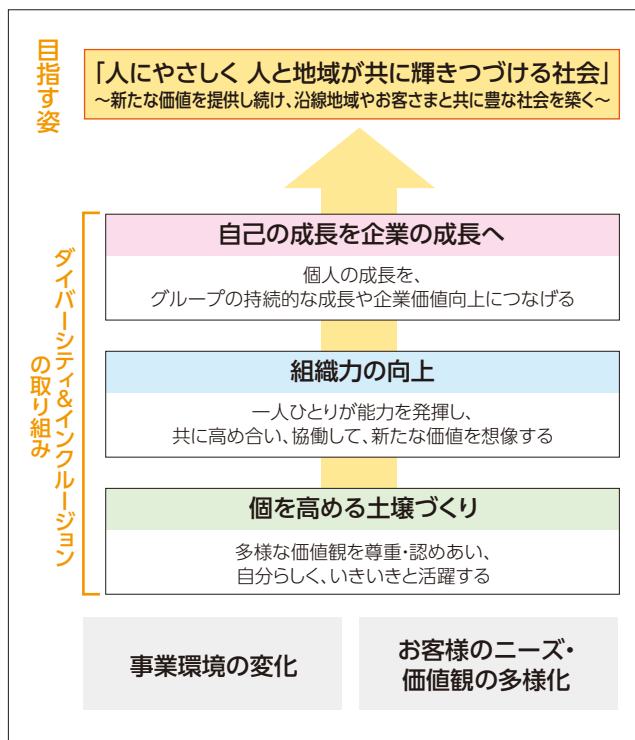 目指す姿
「人にやさしく 人と地域が共に輝きつづける社会」
～新たな価値を提供し続け、沿線地域やお客さまと共に豊な社会を築く～
ダイバーシティ&インクルージョン
の取り組み
自己の成長を企業の成長へ
個人の成長を、
グループの持続的な成長や企業価値向上につなげる
組織力の向上
一人ひとりが能力を発揮し、
共に高め合い、協働して、新たな価値を想像する
個を高める土壌づくり
多様な価値観を尊重・認めあい、
自分らしく、いきいきと活躍する
事業環境の変化
お客様のニーズ・
価値観の多様化